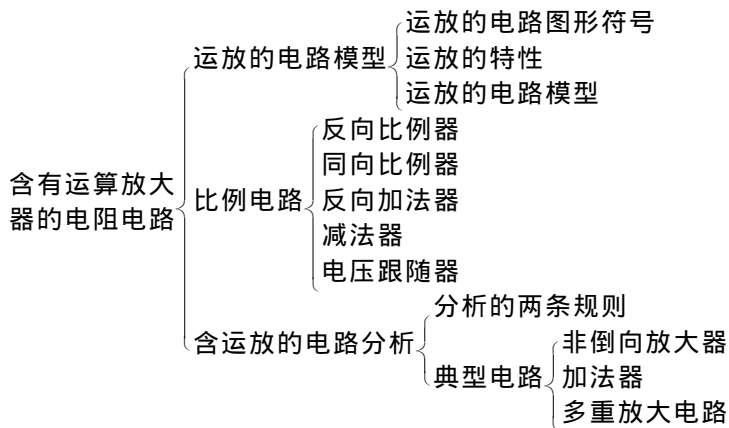 含有运算放大
器的电阻电路
运放的电路模型
运放的电路图形符号
运放的特性
运放的电路模型
比例电路
反向比例器
同向比例器
反向加法器
减法器
电压跟随器
含运放的电路分析
分析的两条规则
典型电路
非倒向放大器
加法器
多重放大电路